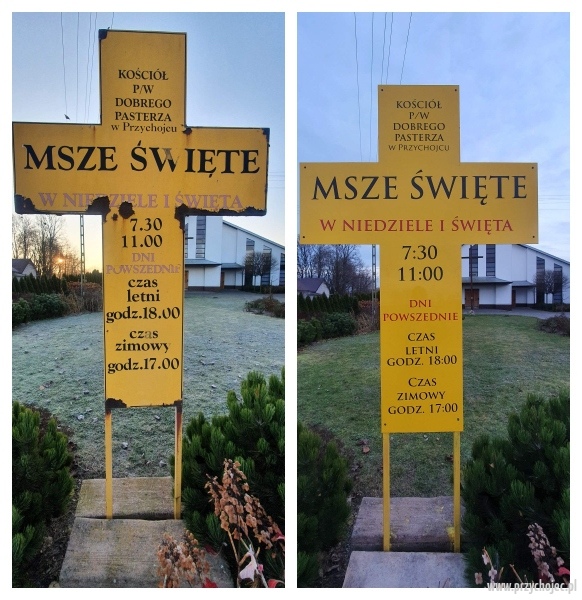 KOŚCIÓŁ
P/W
DOBREGO
PASTERZA
w Przychojcu
MSZE ŚWIĘTE
W NIEDZIELE I ŚWIĘTA
7.30
11.00
DNI
POWSZEDNIE
czas
letni
godz.18.00
czas
zimowy
godz.17.00
KOŚCIÓŁ
P/W
DOBREGO
PASTERZA
w Przychojcu
MSZE ŚWIĘTE
W NIEDZIELE I ŚWIĘTA
7:30
11:00
DNI
POWSZEDNIE
CZAS
LETNI
GODZ. 18:00
CZAS
ZIMOWY
GODZ. 17:00
www.przychojec.pl